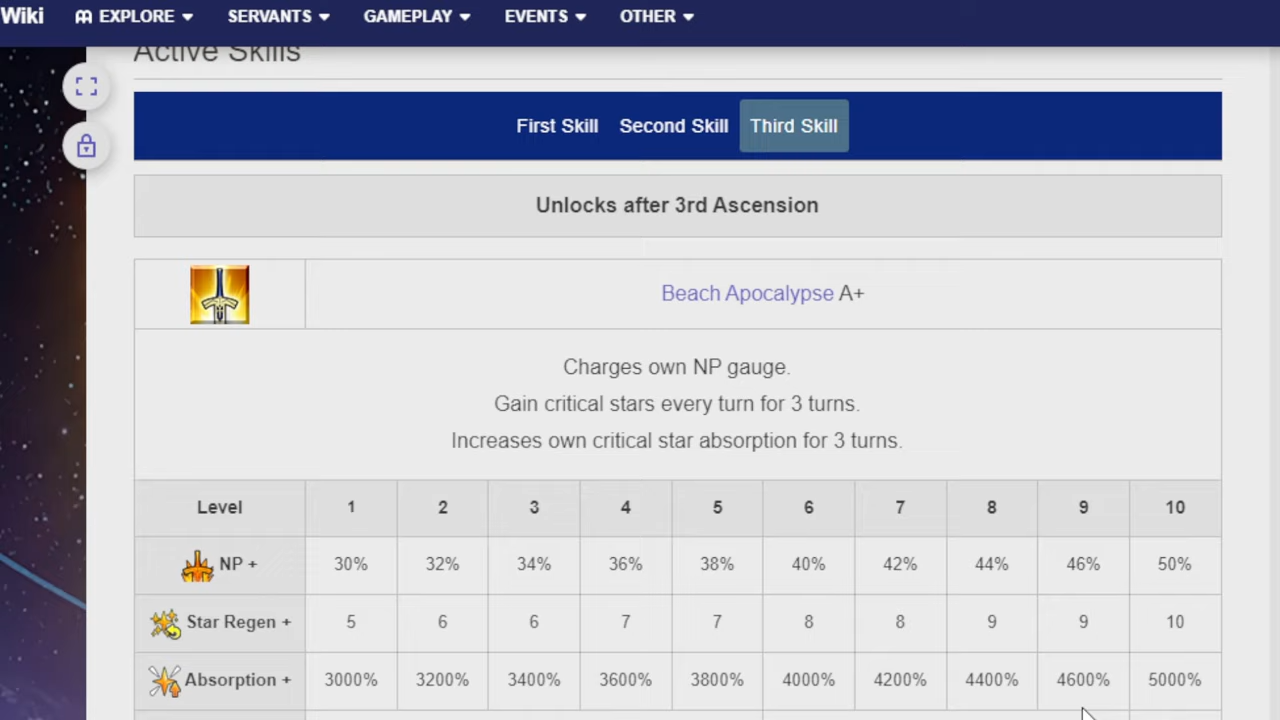 Wiki EXPLORE SERVANTS GAMEPLAY EVENTS OTHER
Active Skills
First Skill Second Skill Third Skill
Unlocks after 3rd Ascension
Beach Apocalypse A+
Charges own NP gauge.
Gain critical stars every turn for 3 turns.
Increases own critical star absorption for 3 turns.
Level 1 2 3 4 5 6 7 8 9 10
NP + 30% 32% 34% 36% 38% 40% 42% 44% 46% 50%
Star Regen + 5 6 6 7 7 8 8 9 9 10
Absorption + 3000% 3200% 3400% 3600% 3800% 4000% 4200% 4400% 4600% 5000%